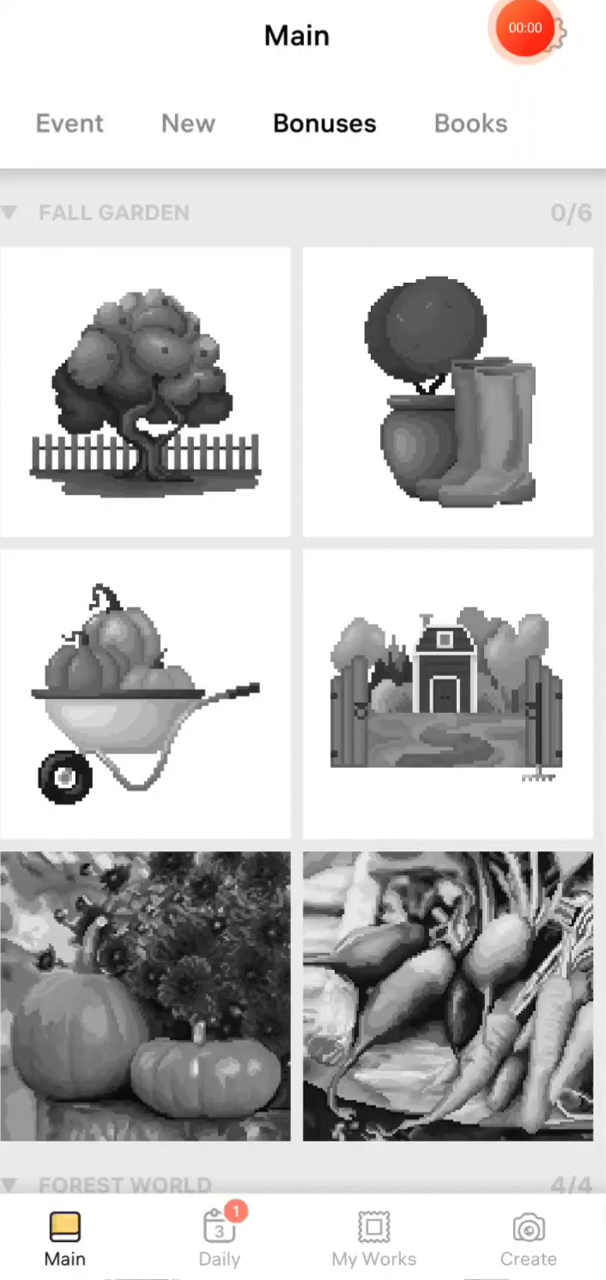 Main
00:00
Event New Bonuses Books
FALL GARDEN 0/6
FOREST WORLD 4/4
1
3
Main Daily My Works Create